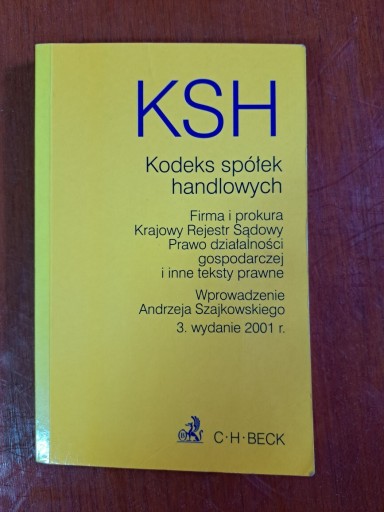 KSH
Kodeks spółek
handlowych
Firma i prokura
Krajowy Rejestr Sądowy
Prawo działalności
gospodarczej
i inne teksty prawne
Wprowadzenie
Andrzeja Szajkowskiego
3. wydanie 2001 r.
C·H·BECK